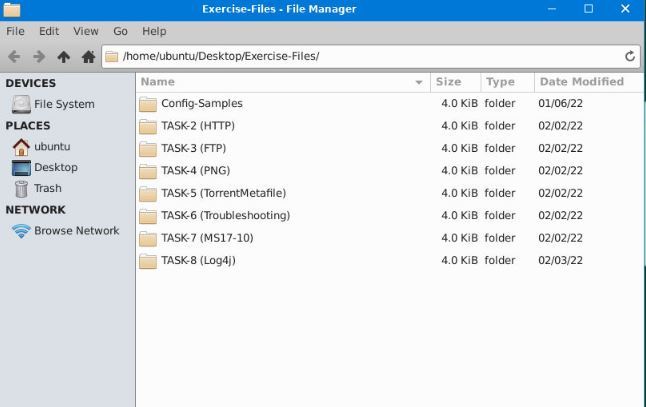 Exercise-Files - File Manager
File Edit View Go Help
/home/ubuntu/Desktop/Exercise-Files/
DEVICES
File System
PLACES
ubuntu
Desktop
Trash
NETWORK
Browse Network
Name Size Type Date Modified
Config-Samples 4.0 KiB folder 01/06/22
TASK-2 (HTTP) 4.0 KiB folder 02/02/22
TASK-3 (FTP) 4.0 KiB folder 02/02/22
TASK-4 (PNG) 4.0 KiB folder 02/02/22
TASK-5 (TorrentMetafile) 4.0 KiB folder 02/02/22
TASK-6 (Troubleshooting) 4.0 KiB folder 02/02/22
TASK-7 (MS17-10) 4.0 KiB folder 02/02/22
TASK-8 (Log4j) 4.0 KiB folder 02/03/22